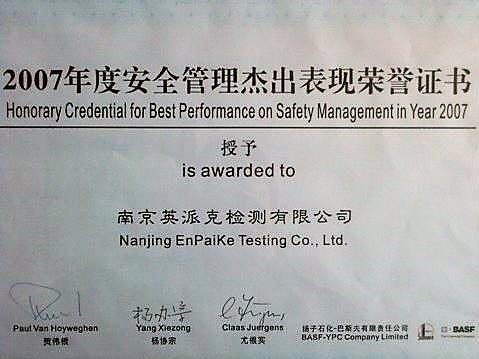 2007年度安全管理杰出表现荣誉证书
Honorary Credential for Best Performance on Safety Management in Year 2007
授予
is awarded to
南京英派克检测有限公司
Nanjing EnPaiKe Testing Co., Ltd.
Paul Van Hoyweghen
贺伟根
Yang Xiezong
杨协宗
Claas Juergens
尤根宾
扬子石化-巴斯夫有限责任公司
BASF-YPC Company Limited
BASF